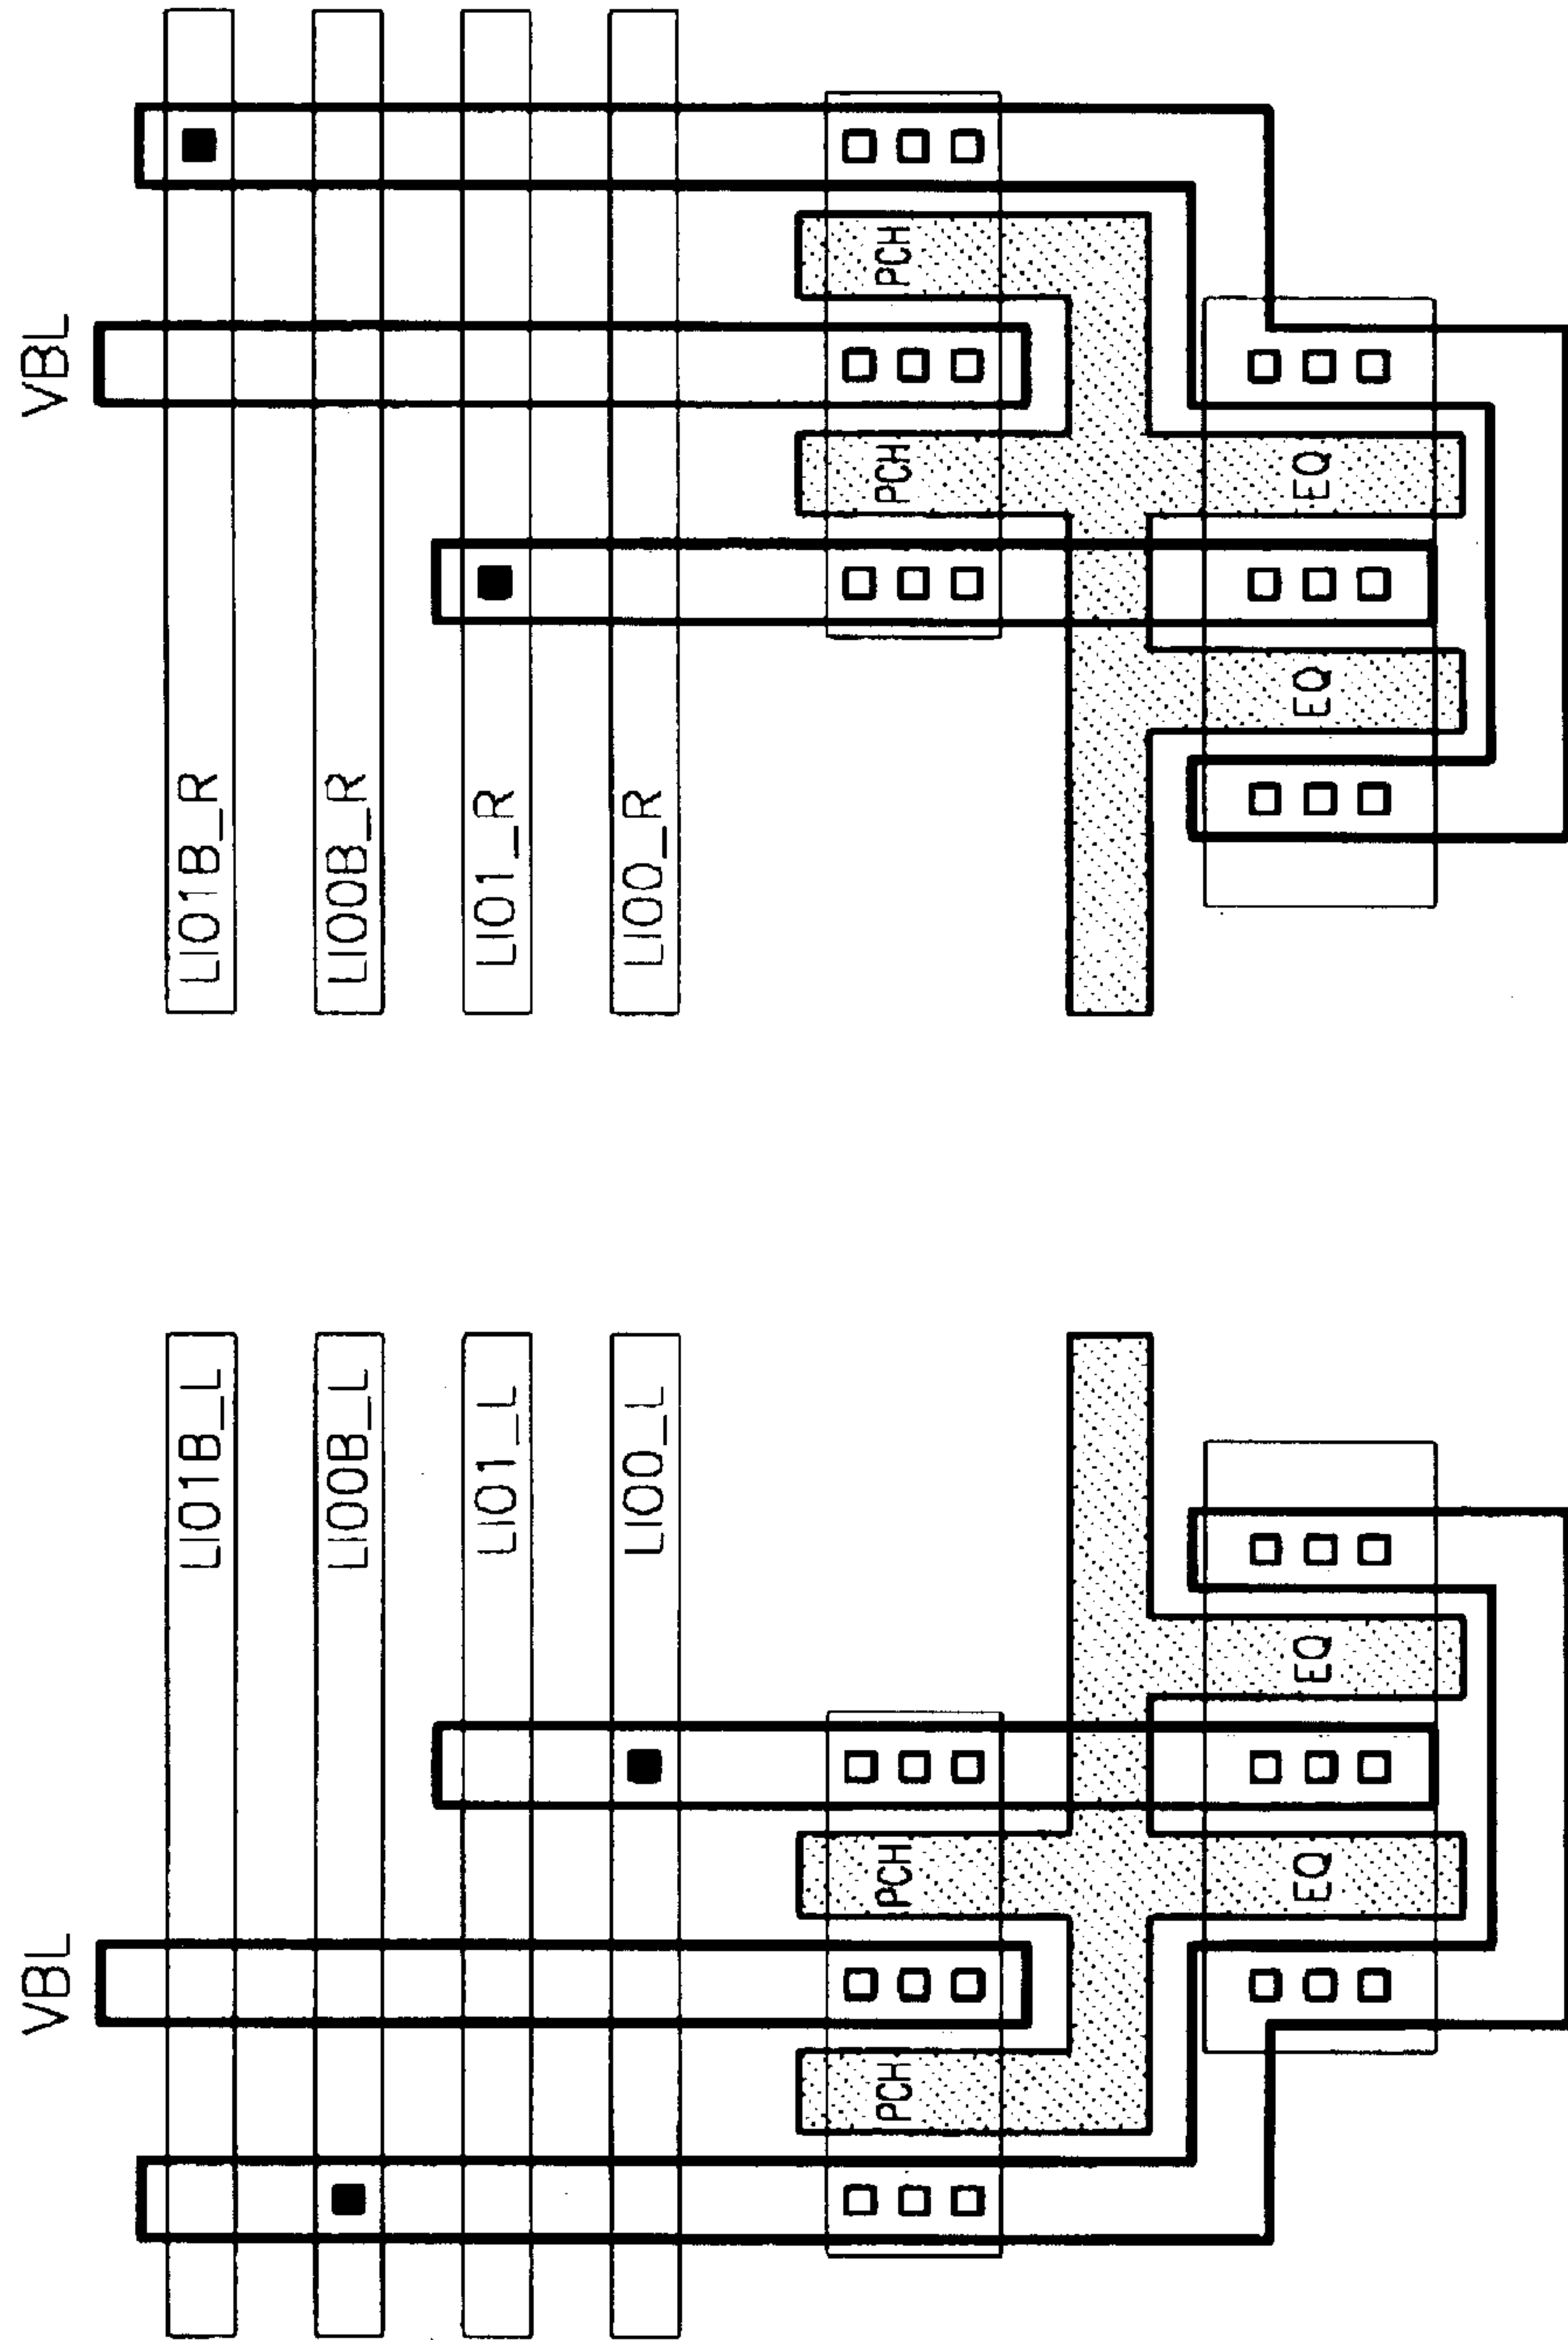 VBL
VBL
LIO1B_L
LIO1B_R
LIO0B_L
LIO0B_R
LIO1_L
LIO1_R
LIO0_L
LIO0_R
PCH
PCH
PCH
PCH
EQ
EQ
EQ
EQ